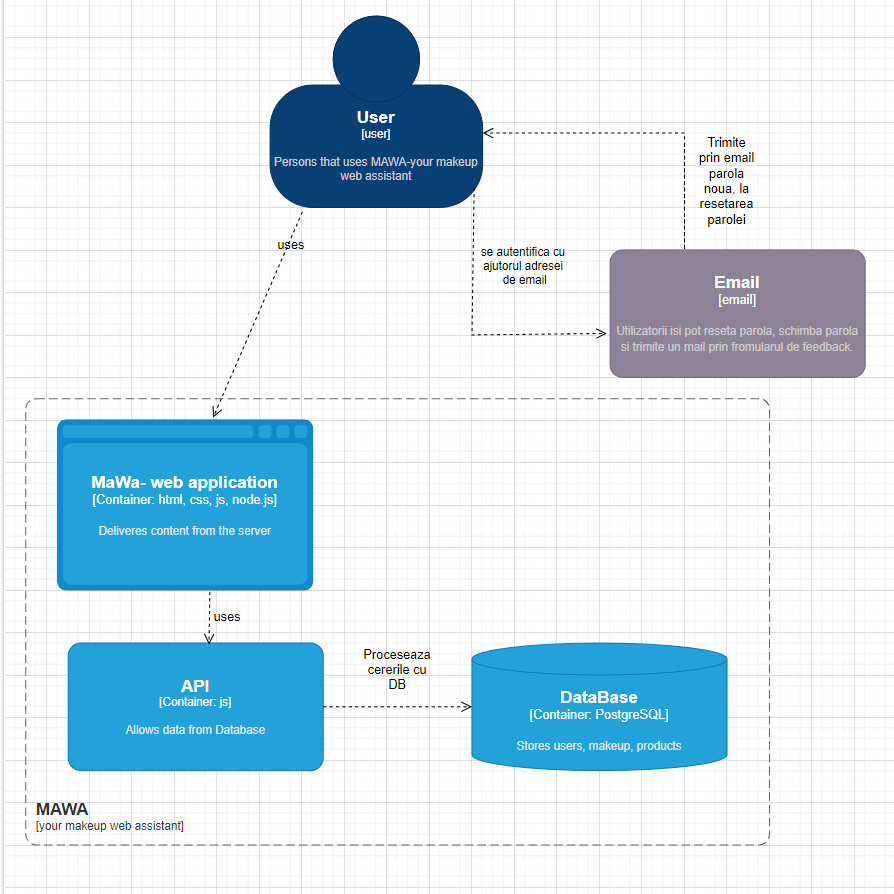 User
[user]
Persons that uses MAWA-your makeup
web assistant
Trimite
prin email
parola
noua, la
resetarea
parolei
uses
se autentifica cu
ajutorul adresei
de email
Email
[email]
Utilizatorii isi pot reseta parola, schimba parola
si trimite un mail prin fromularul de feedback.
MaWa- web application
[Container: html, css, js, node.js]
Deliveres content from the server
uses
API
[Container: js]
Allows data from Database
Proceseaza
cererile cu
DB
DataBase
[Container: PostgreSQL]
Stores users, makeup, products
MAWA
[your makeup web assistant]